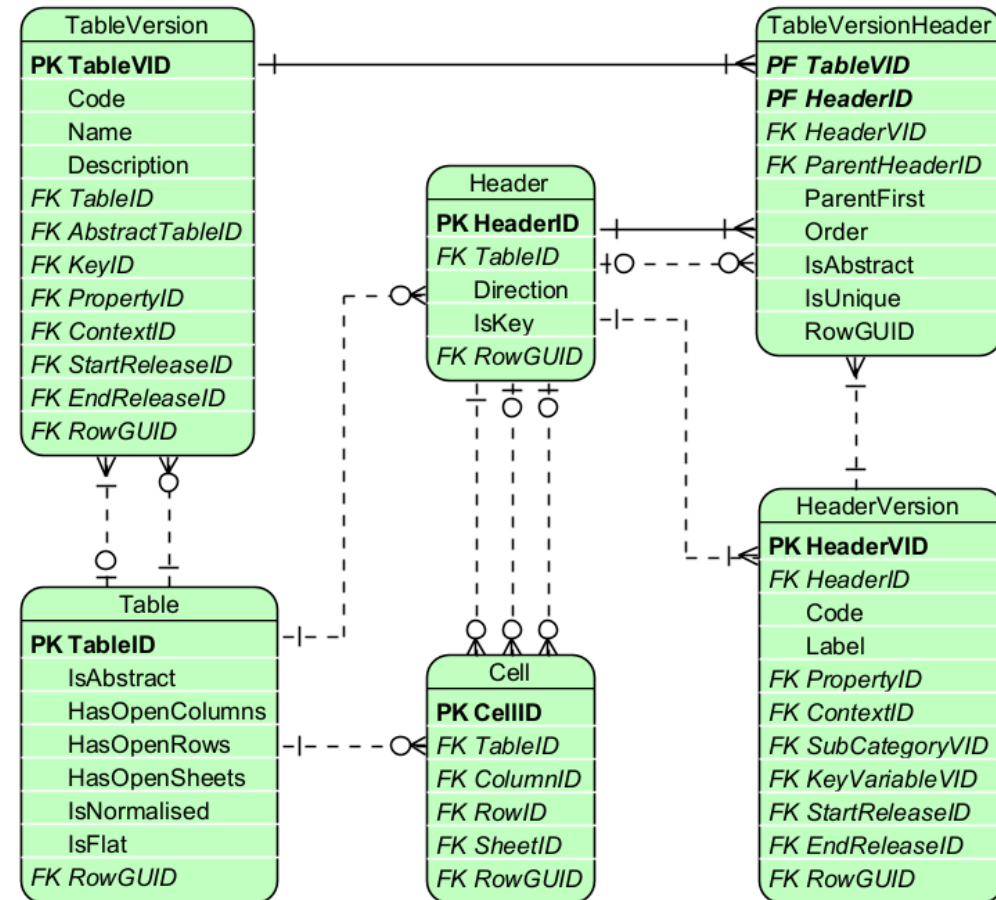 TableVersion
PK TableVID
Code
Name
Description
FK TableID
FK AbstractTableID
FK KeyID
FK PropertyID
FK ContextID
FK StartReleaseID
FK EndReleaseID
FK RowGUID
TableVersionHeader
PF TableVID
PF HeaderID
FK HeaderVID
FK ParentHeaderID
ParentFirst
Order
IsAbstract
IsUnique
RowGUID
Header
PK HeaderID
FK TableID
Direction
IsKey
FK RowGUID
Table
PK TableID
IsAbstract
HasOpenColumns
HasOpenRows
HasOpenSheets
IsNormalised
IsFlat
FK RowGUID
Cell
PK CellID
FK TableID
FK ColumnID
FK RowID
FK SheetID
FK RowGUID
HeaderVersion
PK HeaderVID
FK HeaderID
Code
Label
FK PropertyID
FK ContextID
FK SubCategoryVID
FK KeyVariableVID
FK StartReleaseID
FK EndReleaseID
FK RowGUID